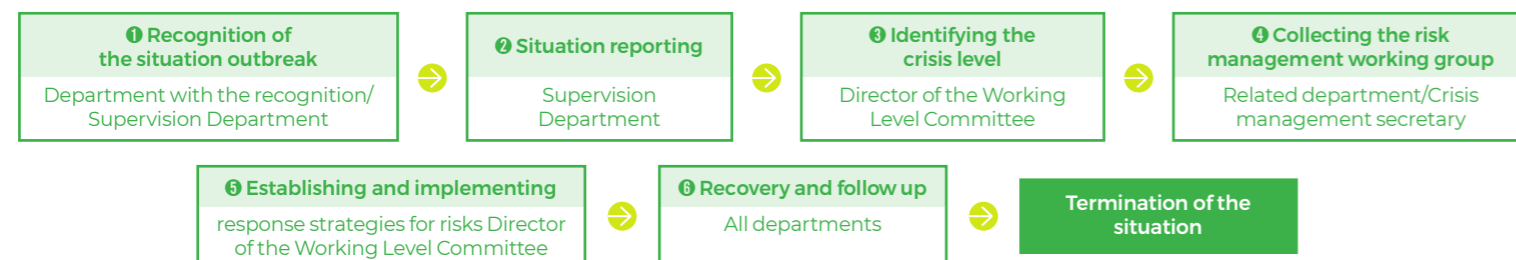 ❶ Recognition of
the situation outbreak
Department with the recognition/
Supervision Department
❷ Situation reporting
Supervision
Department
❸ Identifying the
crisis level
Director of the Working
Level Committee
❹ Collecting the risk
management working group
Related department/Crisis
management secretary
❺ Establishing and implementing
response strategies for risks Director
of the Working Level Committee
❻ Recovery and follow up
All departments
Termination of the
situation